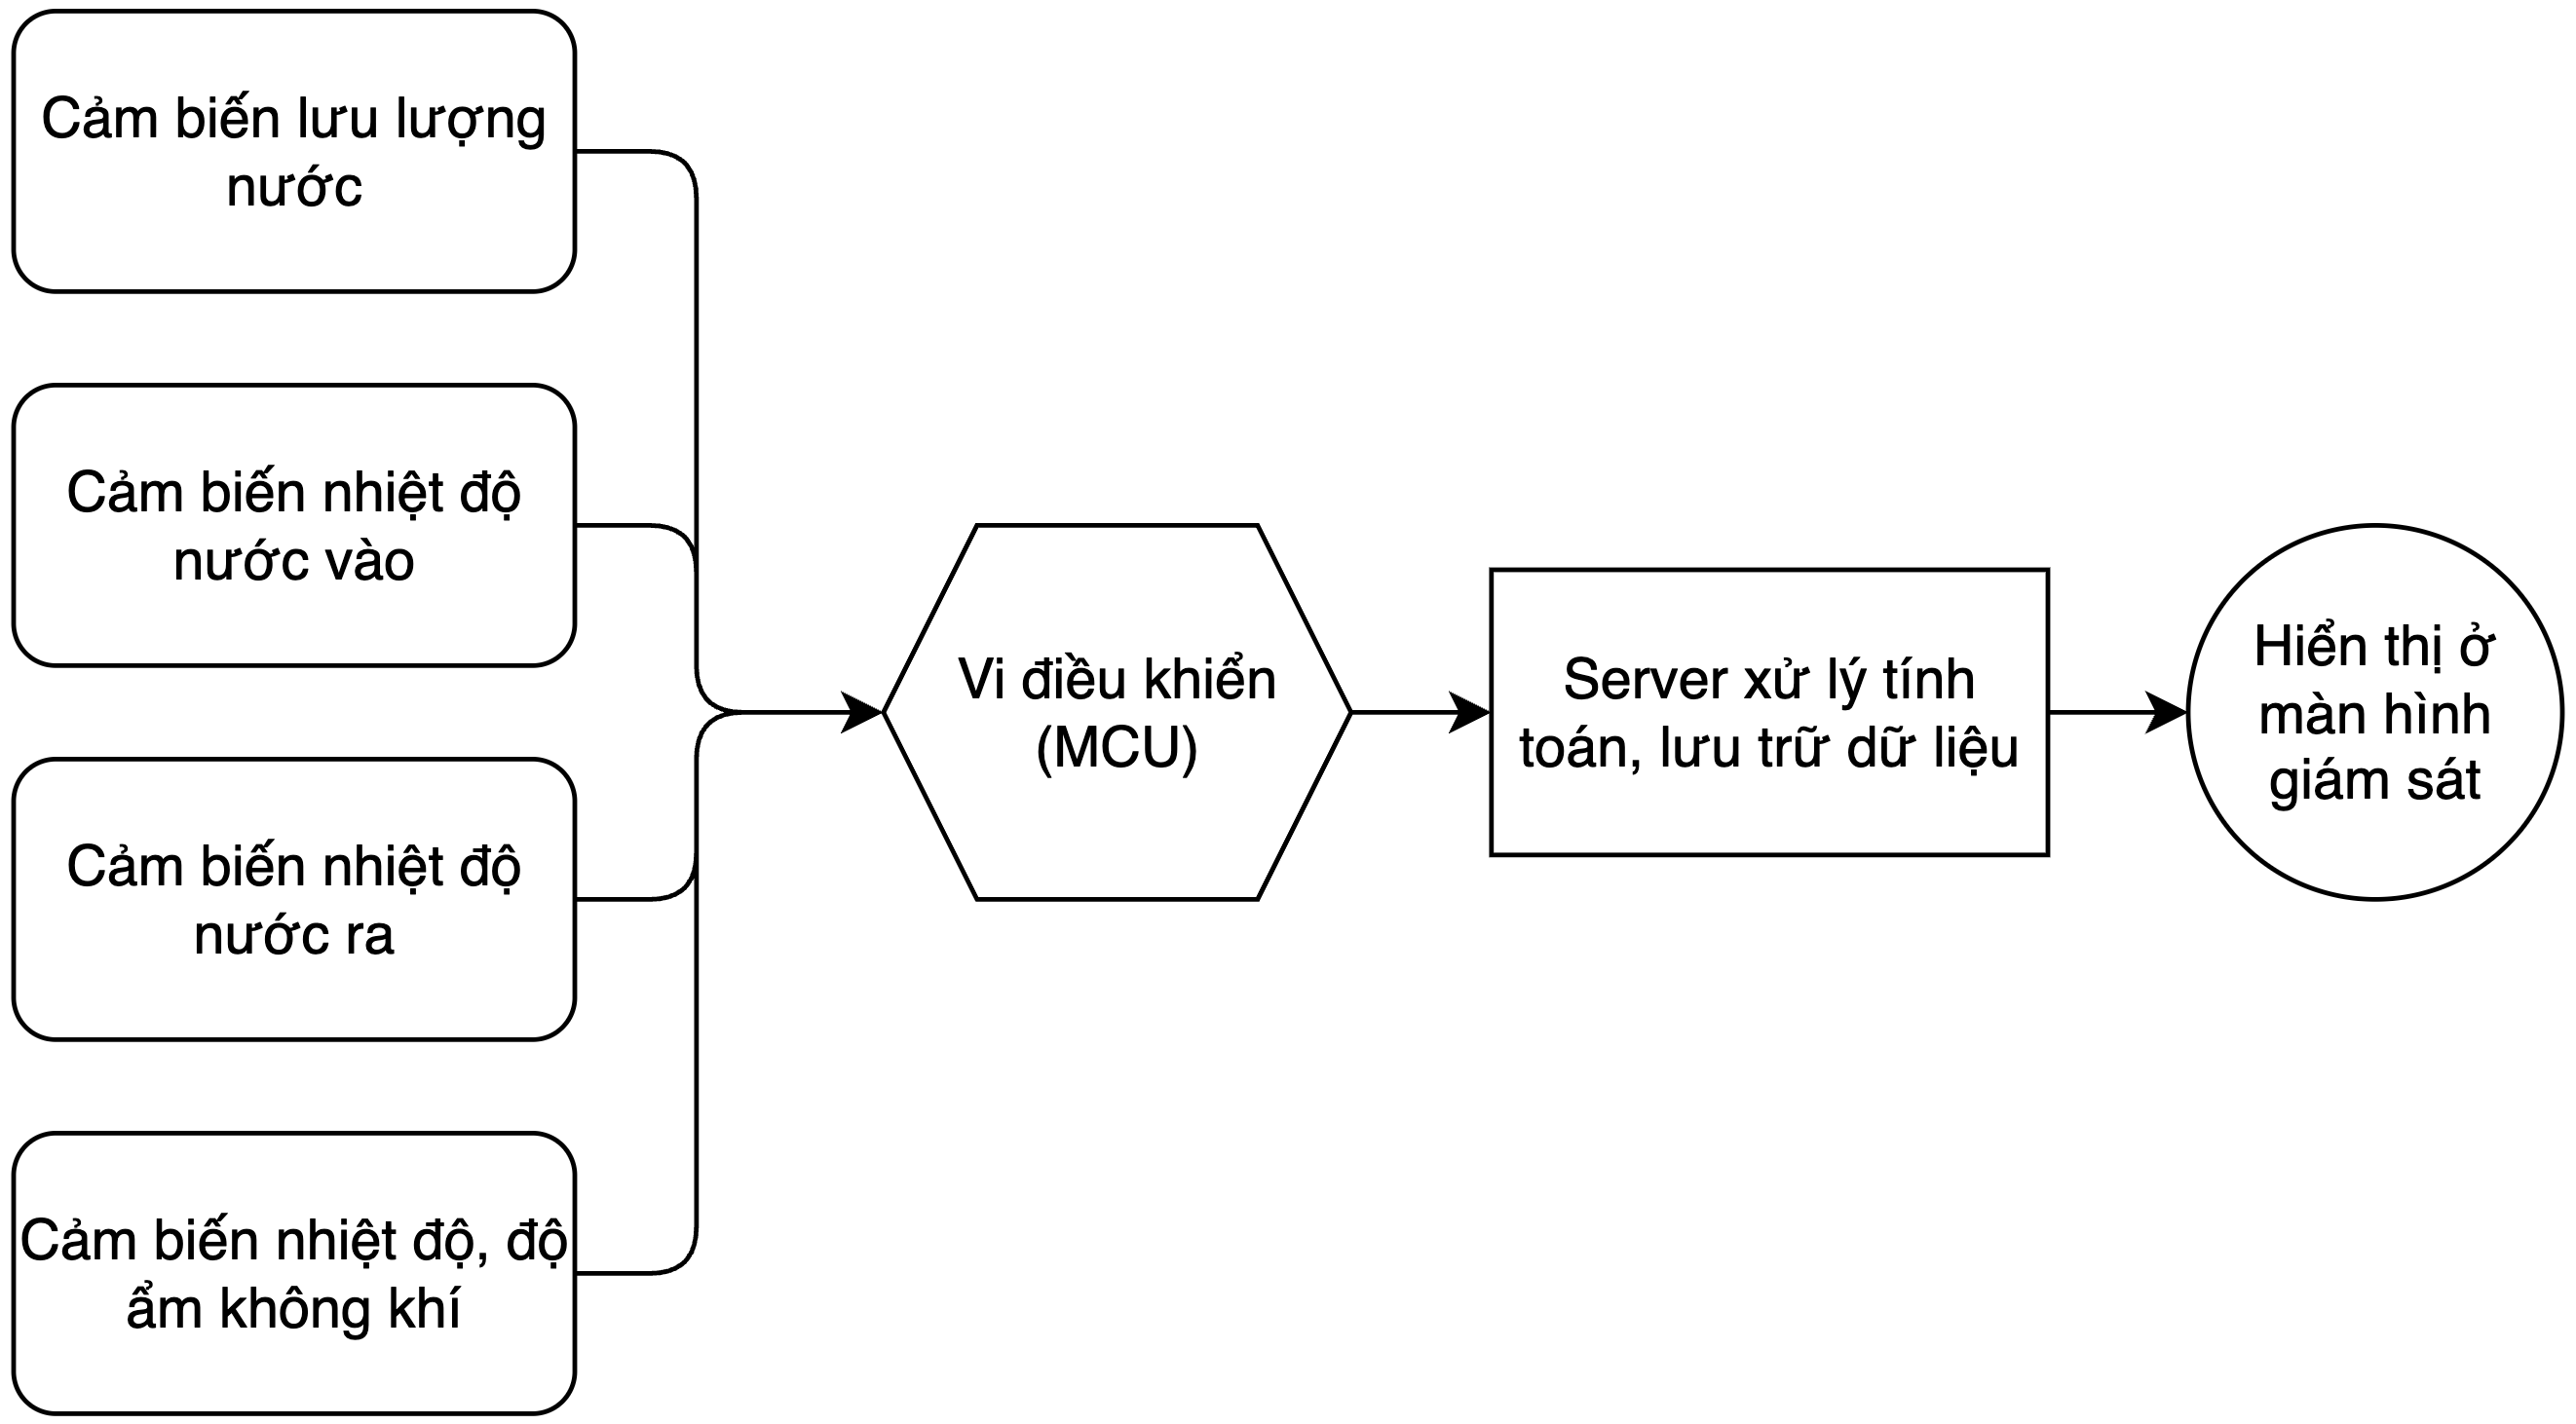 Cảm biến lưu lượng
nước
Cảm biến nhiệt độ
nước vào
Cảm biến nhiệt độ
nước ra
Cảm biến nhiệt độ, độ
ẩm không khí
Vi điều khiển
(MCU)
Server xử lý tính
toán, lưu trữ dữ liệu
Hiển thị ở
màn hình
giám sát